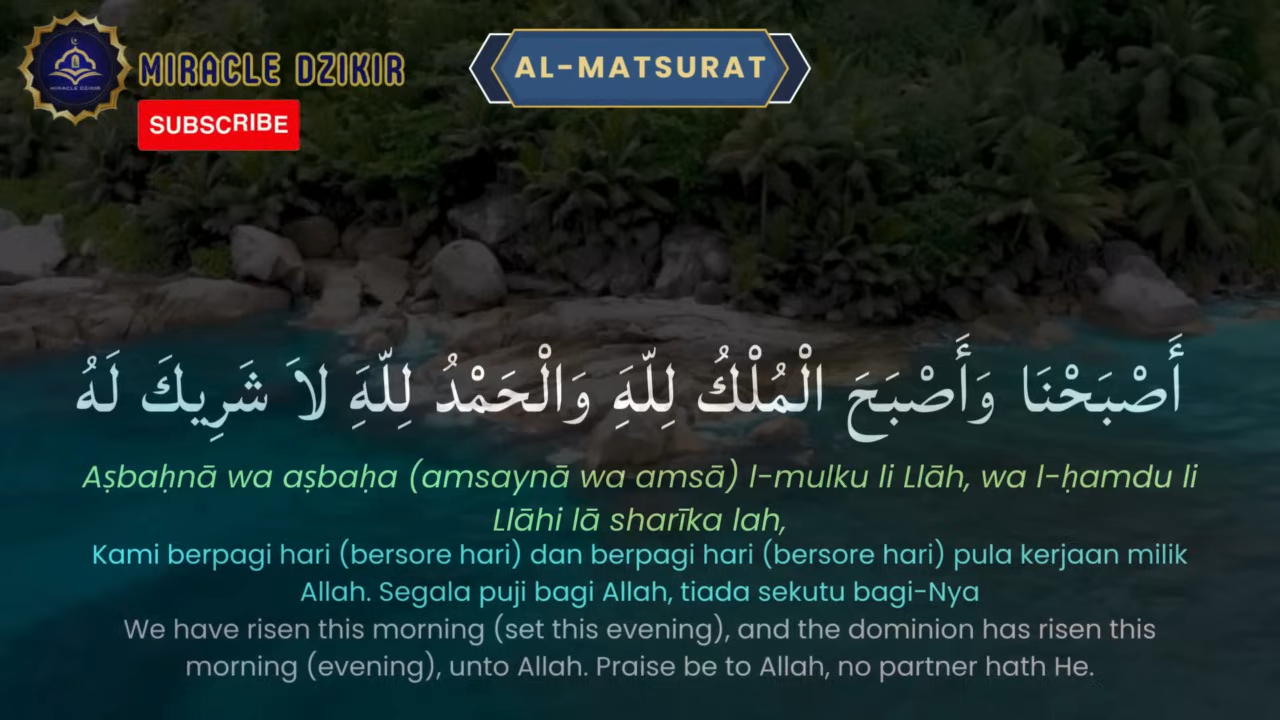 MIRACLE DZIKIR
SUBSCRIBE
AL-MATSURAT
أَصْبَحْنَا وَأَصْبَحَ الْمُلْكُ لِلّهَِ وَالْحَمْدُ لِلّهَِ لاَ شَرِيكَ لَهُ
Aṣbaḥnā wa aṣbaḥa (amsaynā wa amsā) l-mulku li Llāh, wa l-ḥamdu li
Llāhi lā sharīka lah,
Kami berpagi hari (bersore hari) dan berpagi hari (bersore hari) pula kerjaan milik
Allah. Segala puji bagi Allah, tiada sekutu bagi-Nya
We have risen this morning (set this evening), and the dominion has risen this
morning (evening), unto Allah. Praise be to Allah, no partner hath He.